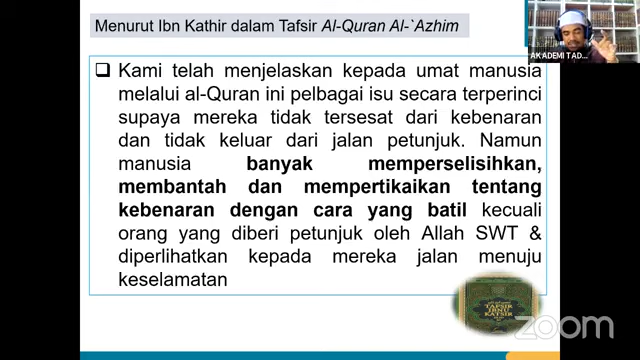 Menurut Ibn Kathir dalam Tafsir Al-Quran Al-`Azhim
❑ Kami telah menjelaskan kepada umat manusia
melalui al-Quran ini pelbagai isu secara terperinci
supaya mereka tidak tersesat dari kebenaran
dan tidak keluar dari jalan petunjuk. Namun
manusia banyak memperselisihkan,
membantah dan mempertikaikan tentang
kebenaran dengan cara yang batil kecuali
orang yang diberi petunjuk oleh Allah SWT &
diperlihatkan kepada mereka jalan menuju
keselamatan
AKADEMI TAD...
TAFSIR
IBNU
KATSIR
zoom